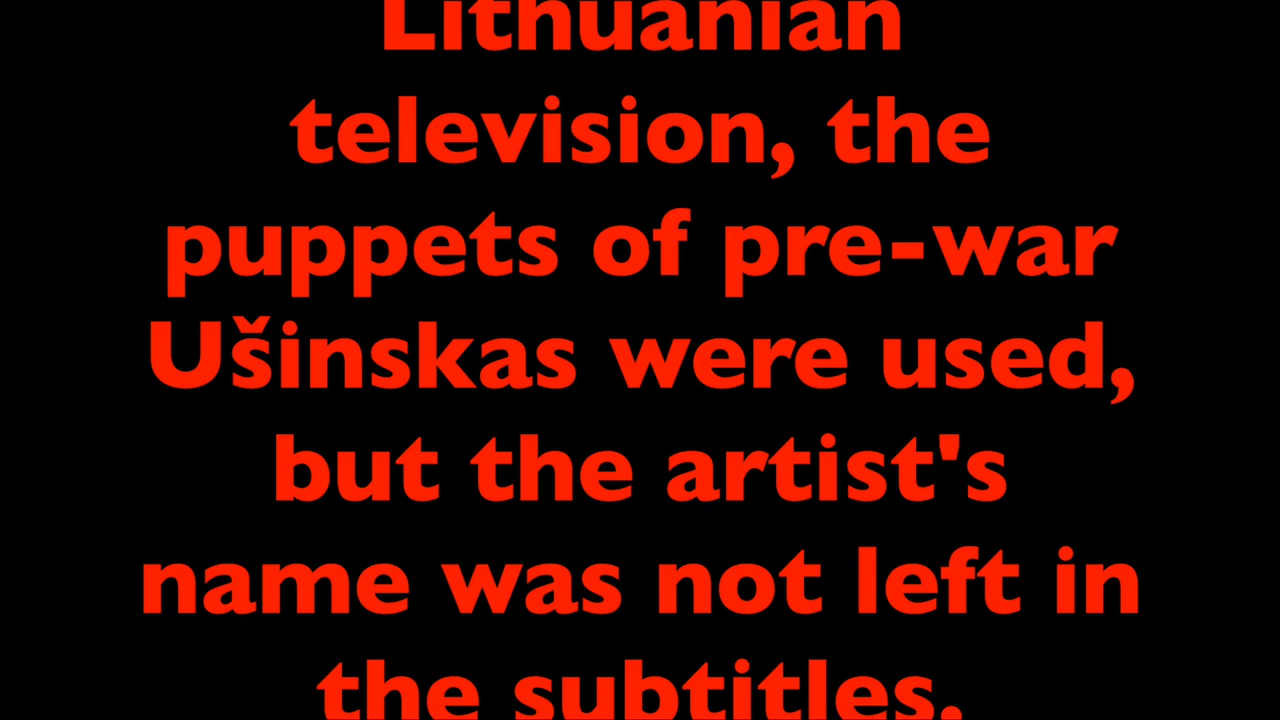 Lithuanian
television, the
puppets of pre-war
Ušinskas were used,
but the artist's
name was not left in
the subtitles.